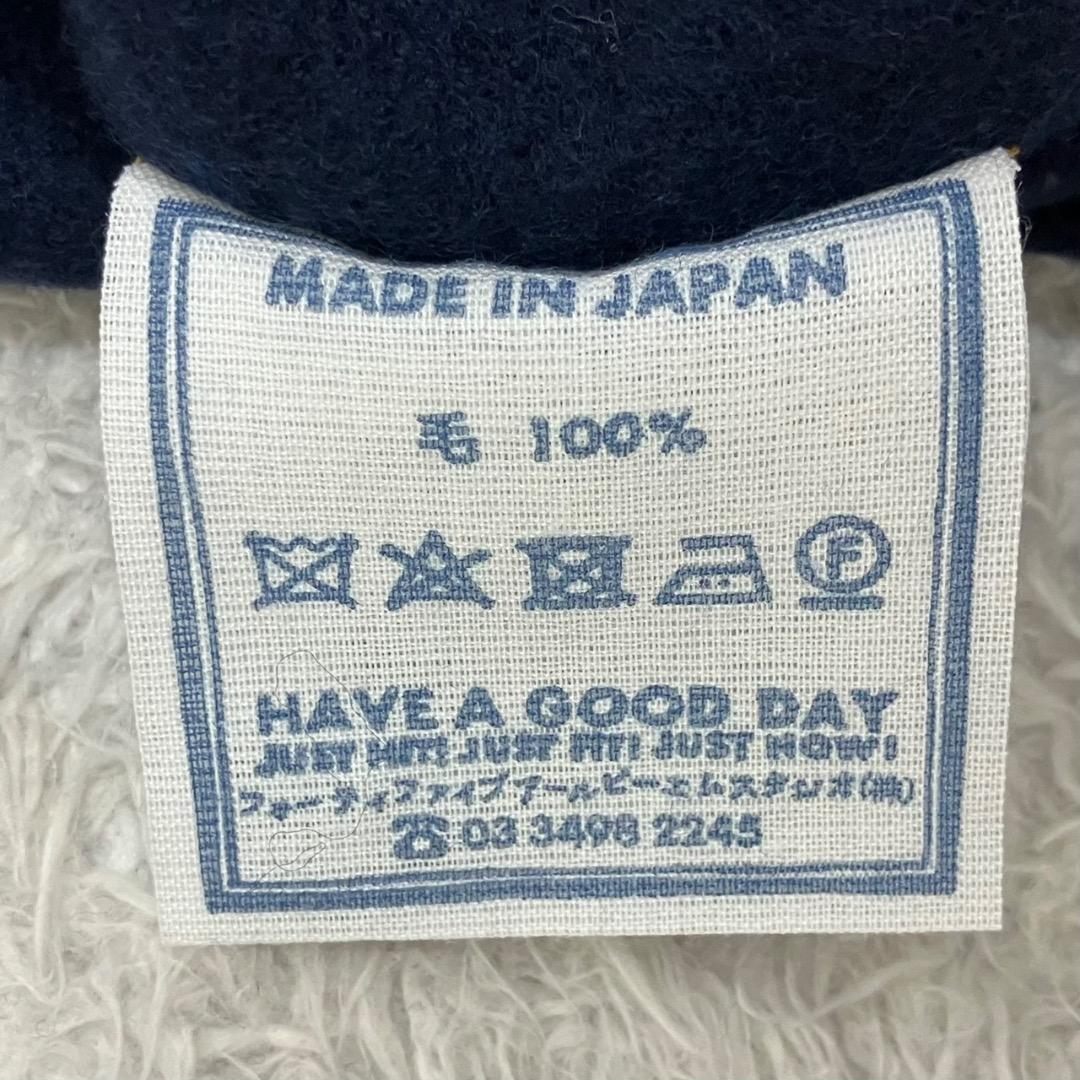 MADE IN JAPAN
毛 100%
F
HAVE A GOOD DAY
JUST HIT! JUST FIT! JUST NOW!
フォーティファイブアールピーエムスタジオ(株)
☎ 03 3498 2245